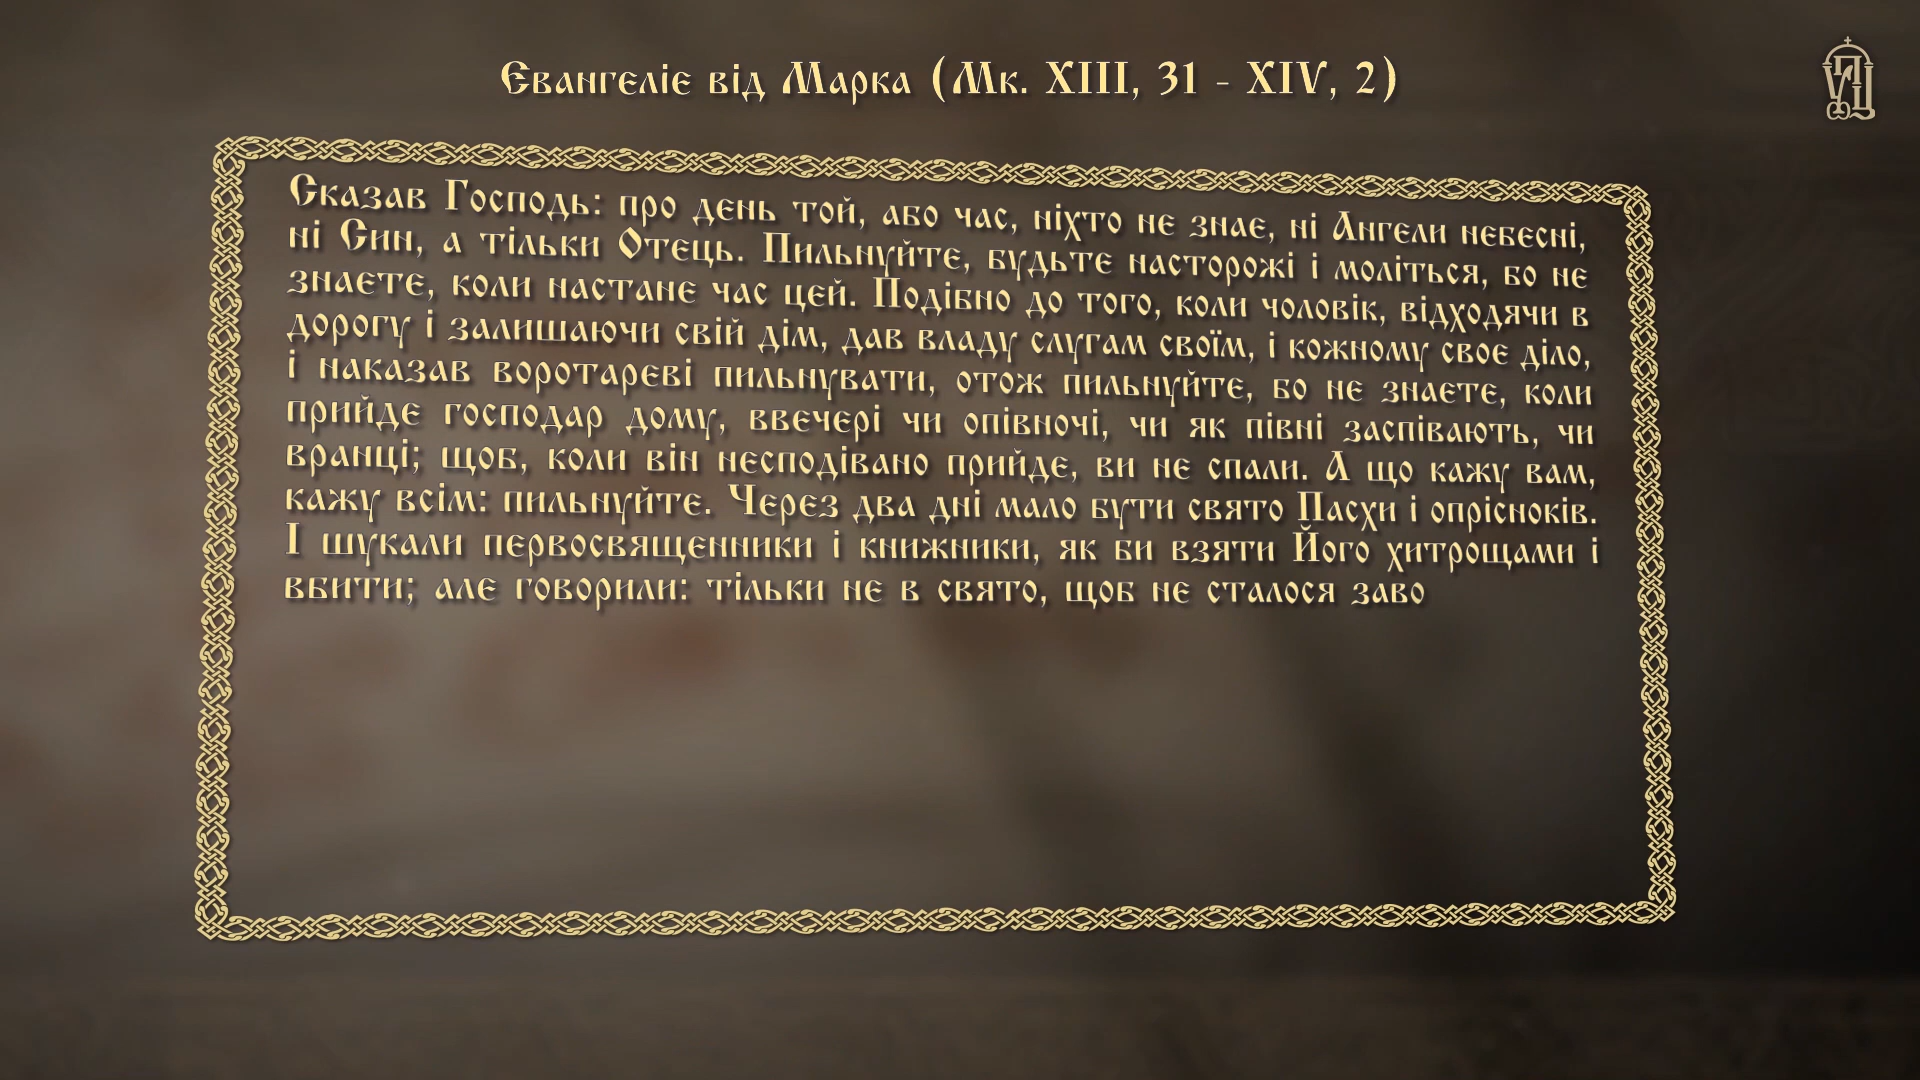 Євангеліє від Марка (Мк. XIII, 31 - XIV, 2)
Сказав Господь: про день той, або час, ніхто не знає, ні Ангели небесні,
ні Син, а тільки Отець. Пильнуйте, будьте насторожі і моліться, бо не
знаєте, коли настане час цей. Подібно до того, коли чоловік, відходячи в
дорогу і залишаючи свій дім, дав владу слугам своїм, і кожному своє діло,
і наказав воротареві пильнувати, отож пильнуйте, бо не знаєте, коли
прийде господар дому, ввечері чи опівночі, чи як півні заспівають, чи
вранці; щоб, коли він несподівано прийде, ви не спали. А що кажу вам,
кажу всім: пильнуйте. Через два дні мало бути свято Пасхи і опрісноків.
І шукали первосвященники і книжники, як би взяти Його хитрощами і
вбити; але говорили: тільки не в свято, щоб не сталося заво